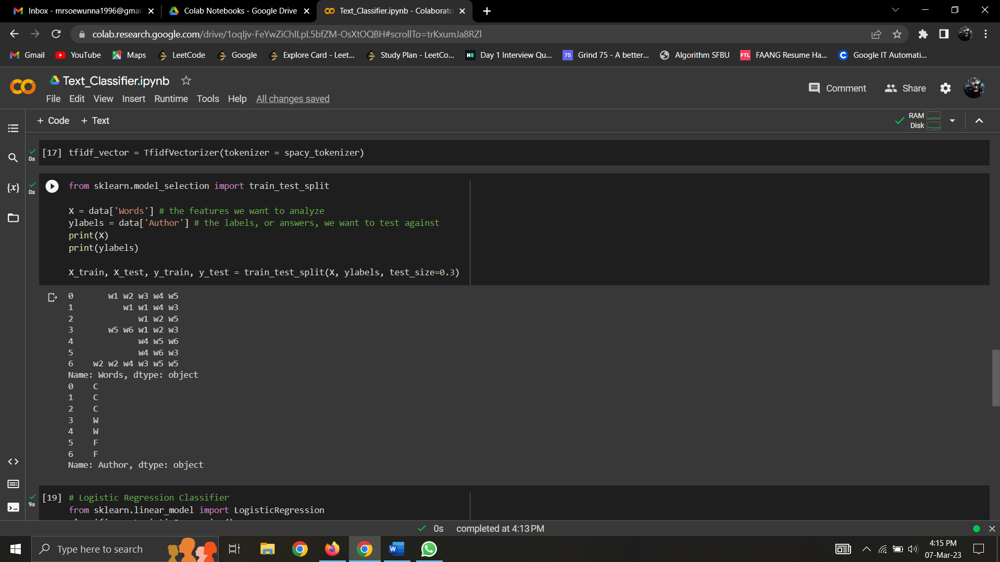 Inbox - mrsoewunna1996@gmai
Colab Notebooks - Google Drive
Text_Classifier.ipynb - Colaborato
colab.research.google.com/drive/1oqIjv-FeYwZiChILpL5bfZM-OsXtOQBH#scrollTo=trKxumJa8RZl
Gmail YouTube Maps LeetCode Google Explore Card - Leet... Study Plan - LeetCo... Day 1 Interview Qu... 75 Grind 75 - A better... Algorithm SFBU FTL FAANG Resume Ha... Google IT Automati...
Text_Classifier.ipynb
Comment Share
File Edit View Insert Runtime Tools Help All changes saved
+ Code + Text
RAM
Disk
[17] tfidf_vector = TfidfVectorizer(tokenizer = spacy_tokenizer)
0s
from sklearn.model_selection import train_test_split
0s
X = data['Words'] # the features we want to analyze
ylabels = data['Author'] # the labels, or answers, we want to test against
print(X)
print(ylabels)
X_train, X_test, y_train, y_test = train_test_split(X, ylabels, test_size=0.3)
0 w1 w2 w3 w4 w5
1 w1 w1 w4 w3
2 w1 w2 w5
3 w5 w6 w1 w2 w3
4 w4 w5 w6
5 w4 w6 w3
6 w2 w2 w4 w3 w5 w5
Name: Words, dtype: object
0 C
1 C
2 C
3 W
4 W
5 F
6 F
Name: Author, dtype: object
[19] # Logistic Regression Classifier
9s
from sklearn.linear_model import LogisticRegression
0s completed at 4:13 PM
Type here to search
4:15 PM
07-Mar-23